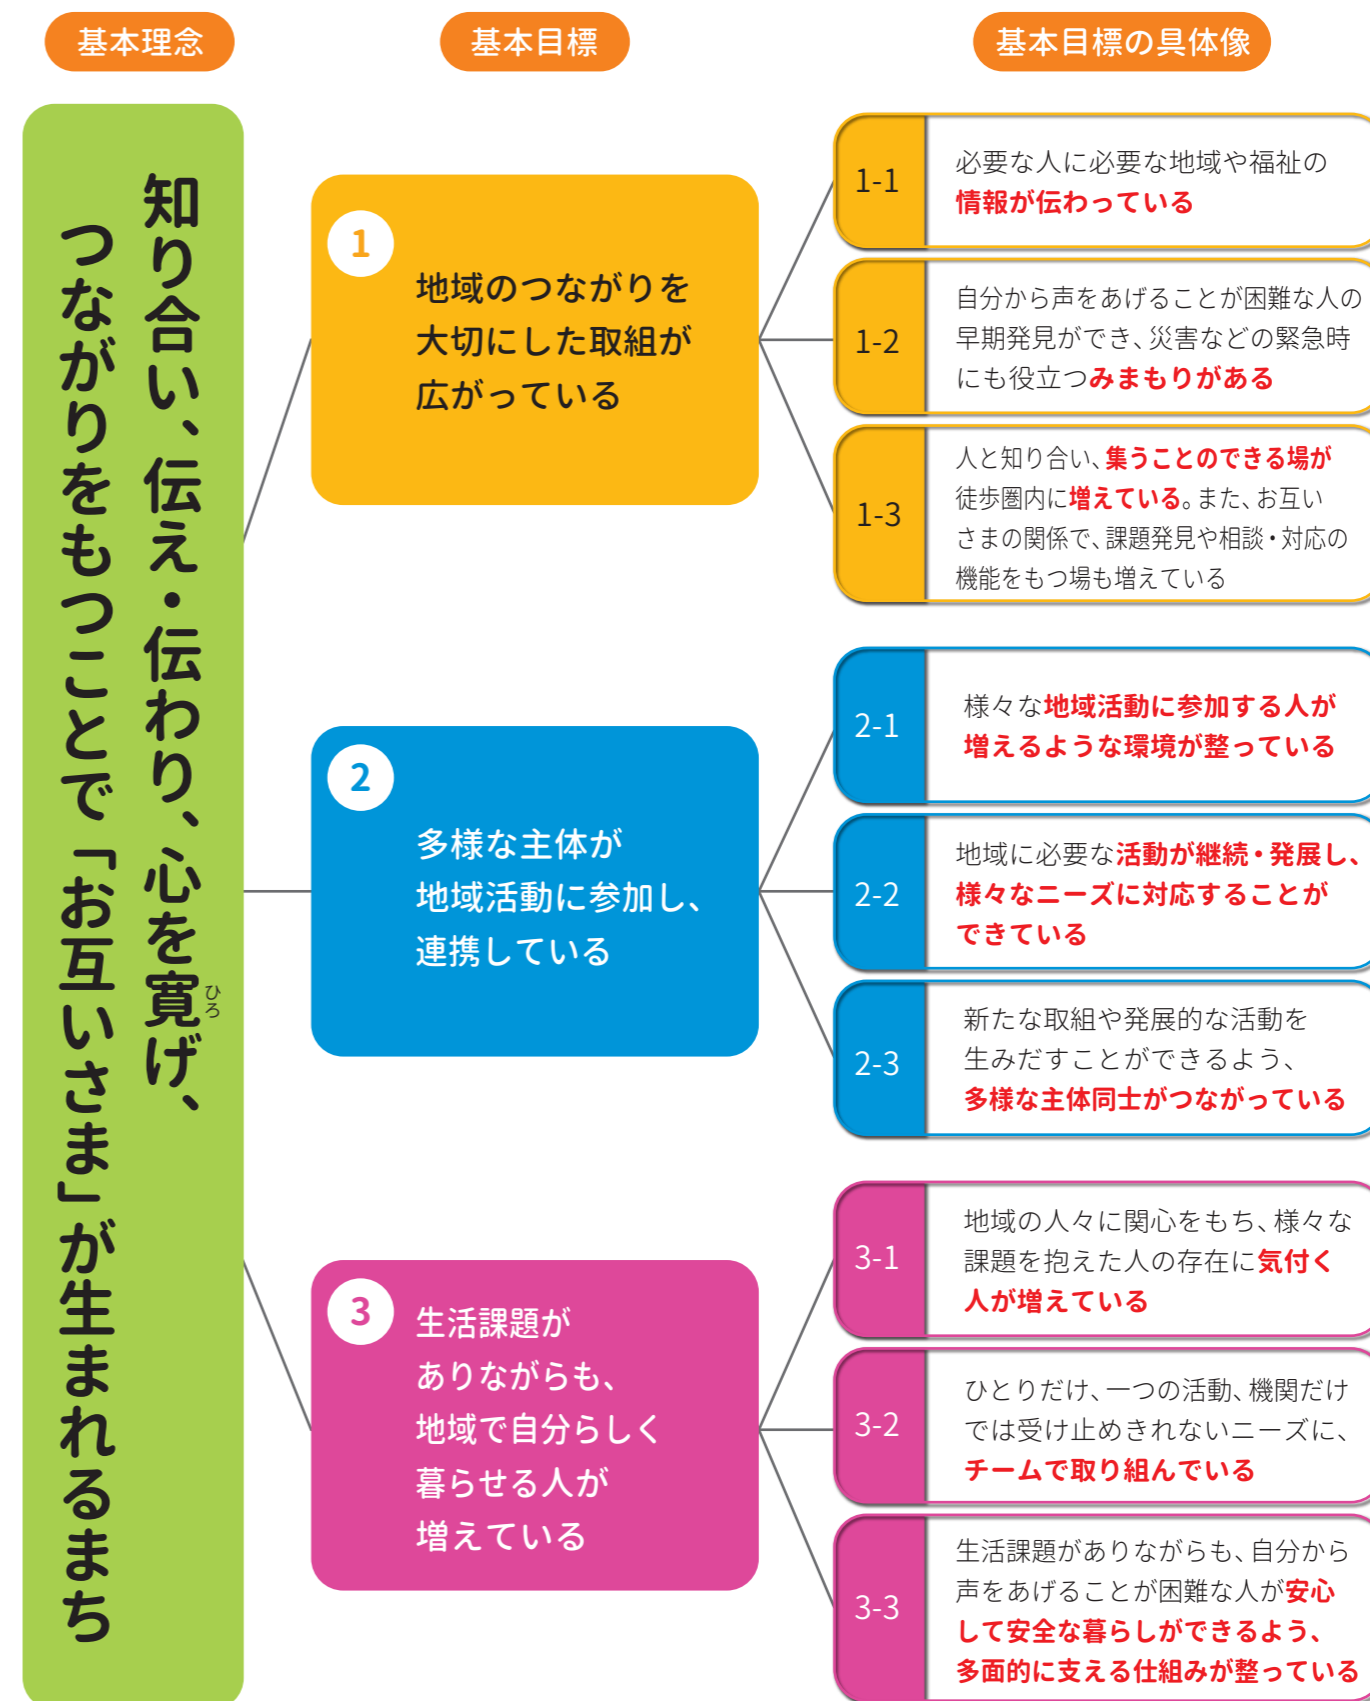 基本理念
基本目標
基本目標の具体像
知り合い、伝え・伝わり、心を寛げ、
ひろ
つながりをもつことで「お互いさま」が生まれるまち
1
地域のつながりを
大切にした取組が
広がっている
1-1
必要な人に必要な地域や福祉の
情報が伝わっている
1-2
自分から声をあげることが困難な人の
早期発見ができ、災害などの緊急時
にも役立つみまもりがある
1-3
人と知り合い、集うことのできる場が
徒歩圏内に増えている。また、お互い
さまの関係で、課題発見や相談・対応の
機能をもつ場も増えている
2
多様な主体が
地域活動に参加し、
連携している
2-1
様々な地域活動に参加する人が
増えるような環境が整っている
2-2
地域に必要な活動が継続・発展し、
様々なニーズに対応することが
できている
2-3
新たな取組や発展的な活動を
生みだすことができるよう、
多様な主体同士がつながっている
3
生活課題が
ありながらも、
地域で自分らしく
暮らせる人が
増えている
3-1
地域の人々に関心をもち、様々な
課題を抱えた人の存在に気付く
人が増えている
3-2
ひとりだけ、一つの活動、機関だけ
では受け止めきれないニーズに、
チームで取り組んでいる
3-3
生活課題がありながらも、自分から
声をあげることが困難な人が安心
して安全な暮らしができるよう、
多面的に支える仕組みが整っている